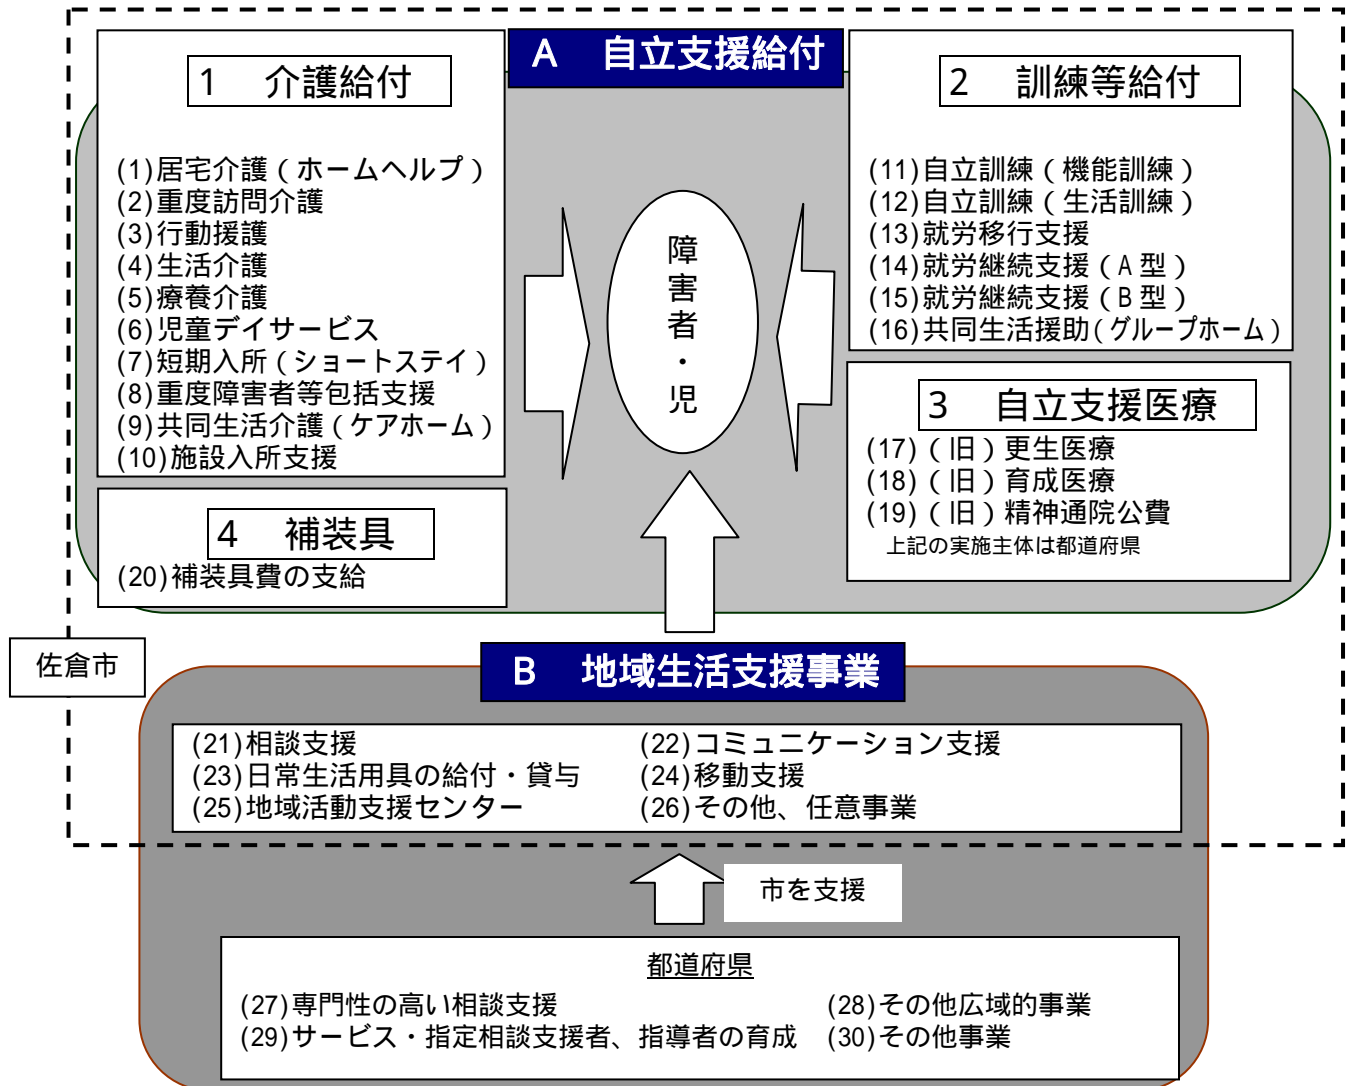 A 自立支援給付
1 介護給付
(1)居宅介護(ホームヘルプ)
(2)重度訪問介護
(3)行動援護
(4)生活介護
(5)療養介護
(6)児童デイサービス
(7)短期入所(ショートステイ)
(8)重度障害者等包括支援
(9)共同生活介護(ケアホーム)
(10)施設入所支援
4 補装具
(20)補装具費の支給
障害者・児
2 訓練等給付
(11)自立訓練(機能訓練)
(12)自立訓練(生活訓練)
(13)就労移行支援
(14)就労継続支援(A型)
(15)就労継続支援(B型)
(16)共同生活援助(グループホーム)
3 自立支援医療
(17)(旧)更生医療
(18)(旧)育成医療
(19)(旧)精神通院公費
上記の実施主体は都道府県
佐倉市
B 地域生活支援事業
(21)相談支援 (22)コミュニケーション支援
(23)日常生活用具の給付・貸与 (24)移動支援
(25)地域活動支援センター (26)その他、任意事業
市を支援
都道府県
(27)専門性の高い相談支援 (28)その他広域的事業
(29)サービス・指定相談支援者、指導者の育成 (30)その他事業